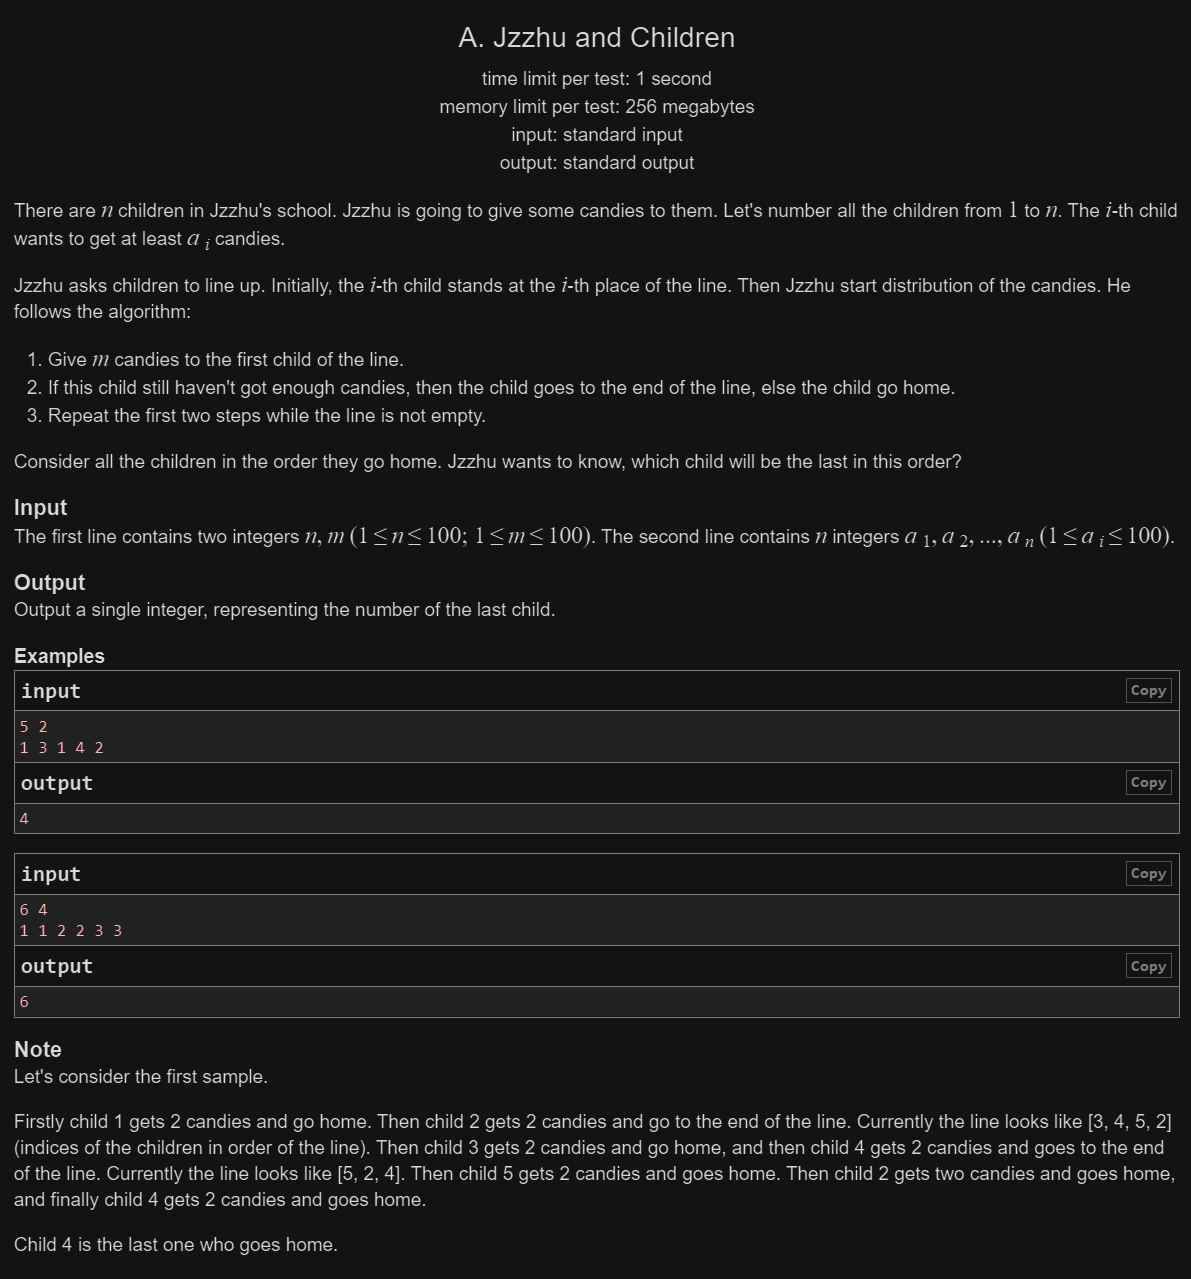 A. Jzzhu and Children
time limit per test: 1 second
memory limit per test: 256 megabytes
input: standard input
output: standard output
There are n children in Jzzhu's school. Jzzhu is going to give some candies to them. Let's number all the children from 1 to n. The i-th child
wants to get at least a i candies.
Jzzhu asks children to line up. Initially, the i-th child stands at the i-th place of the line. Then Jzzhu start distribution of the candies. He
follows the algorithm:
1. Give m candies to the first child of the line.
2. If this child still haven't got enough candies, then the child goes to the end of the line, else the child go home.
3. Repeat the first two steps while the line is not empty.
Consider all the children in the order they go home. Jzzhu wants to know, which child will be the last in this order?
Input
The first line contains two integers n, m (1 ≤ n ≤ 100; 1 ≤ m ≤ 100). The second line contains n integers a 1, a 2, ..., a n (1 ≤ a i ≤ 100).
Output
Output a single integer, representing the number of the last child.
Examples
input
Copy
5 2
1 3 1 4 2
output
Copy
4
input
Copy
6 4
1 1 2 2 3 3
output
Copy
6
Note
Let's consider the first sample.
Firstly child 1 gets 2 candies and go home. Then child 2 gets 2 candies and go to the end of the line. Currently the line looks like [3, 4, 5, 2]
(indices of the children in order of the line). Then child 3 gets 2 candies and go home, and then child 4 gets 2 candies and goes to the end
of the line. Currently the line looks like [5, 2, 4]. Then child 5 gets 2 candies and goes home. Then child 2 gets two candies and goes home,
and finally child 4 gets 2 candies and goes home.
Child 4 is the last one who goes home.